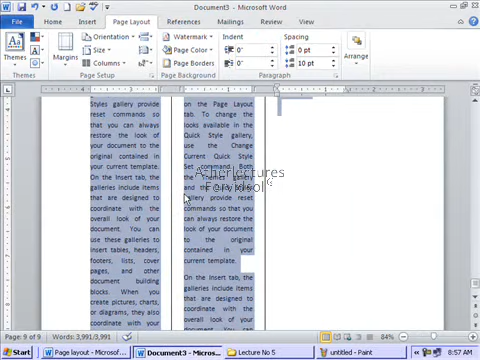 Document3 - Microsoft Word
File Home Insert Page Layout References Mailings Review View
Themes
Margins
Orientation
Size
Columns
Page Setup
Watermark
Page Color
Page Borders
Page Background
Indent
0"
0"
Spacing
0 pt
10 pt
Paragraph
Arrange
Styles gallery provide
reset commands so
that you can always
restore the look of
your document to the
original contained in
your current template.
On the Insert tab, the
galleries include items
that are designed to
coordinate with the
overall look of your
document. You can
use these galleries to
insert tables, headers,
footers, lists, cover
pages, and other
document building
blocks. When you
create pictures, charts,
or diagrams, they also
coordinate with your
on the Page Layout
tab. To change the
looks available in the
Quick Style gallery,
use the Change
Current Quick Style
Set command. Both
the Themes gallery
and the
gallery provide reset
commands so that you
can always restore the
look of your document
to the original
contained in your
current template.
On the Insert tab, the
galleries include items
that are designed to
coordinate with the
overall look of your
document. You can
Page: 9 of 9 Words: 3,991/3,991 84%
Start Page layout - Microsoft ... Document3 - Micros... Lecture No 5 untitled - Paint 8:57 AM